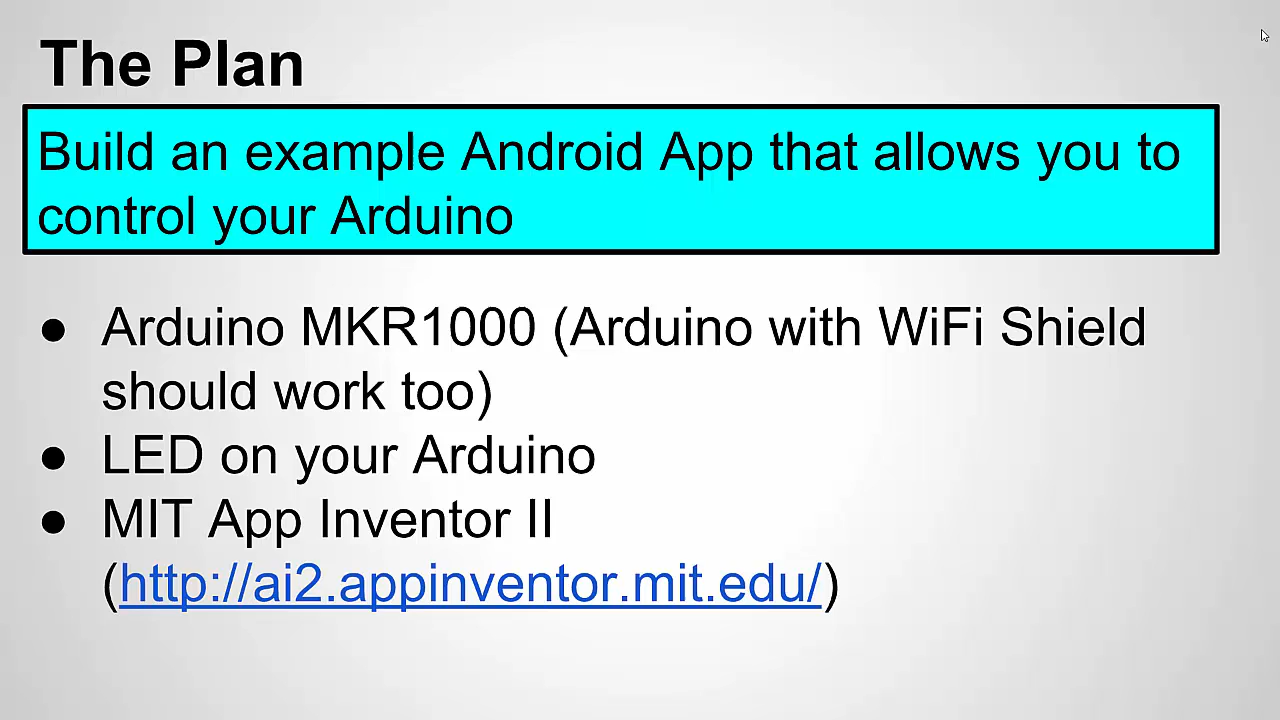 The Plan
Build an example Android App that allows you to
control your Arduino
● Arduino MKR1000 (Arduino with WiFi Shield
should work too)
● LED on your Arduino
● MIT App Inventor II
(http://ai2.appinventor.mit.edu/)